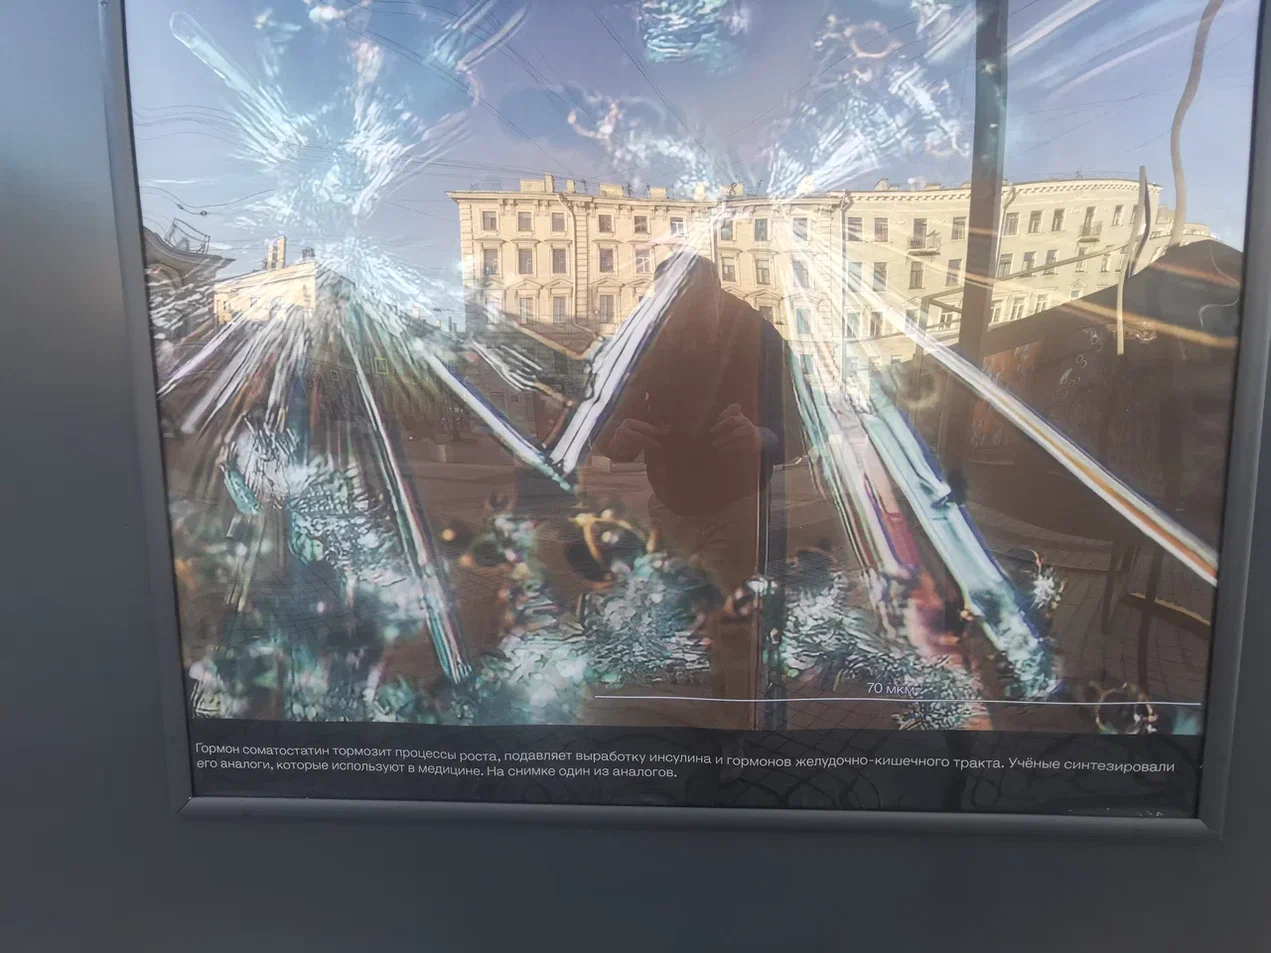 70 мкм
Гормон соматостатин тормозит процессы роста, подавляет выработку инсулина и гормонов желудочно-кишечного тракта. Учёные синтезировали
его аналоги, которые используют в медицине. На снимке один из аналогов.